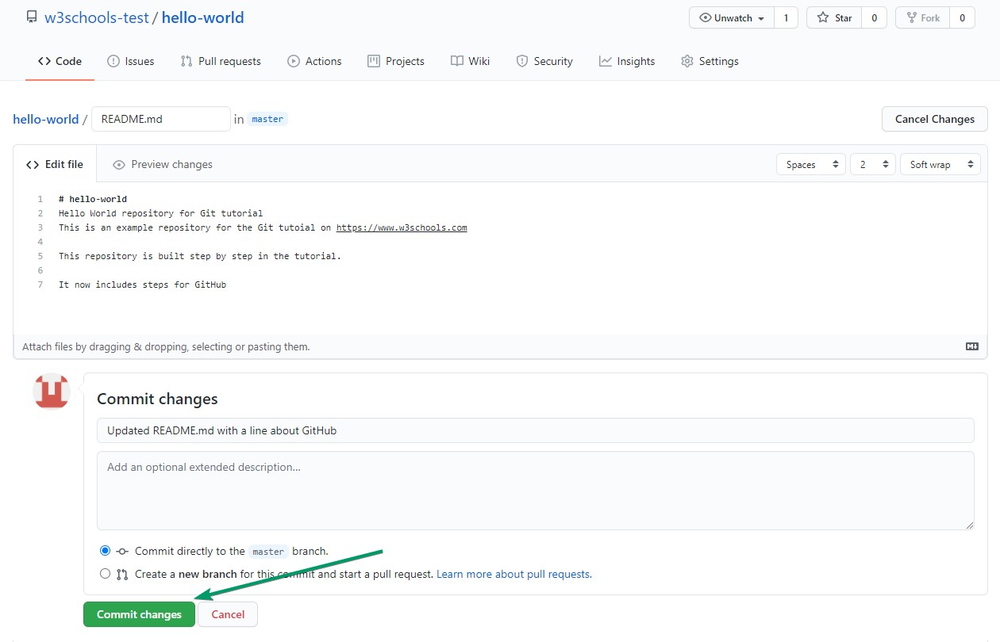 w3schools-test / hello-world
Unwatch 1 Star 0 Fork 0
Code Issues Pull requests Actions Projects Wiki Security Insights Settings
hello-world / README.md in master Cancel Changes
Edit file Preview changes Spaces 2 Soft wrap
1 # hello-world
2 Hello World repository for Git tutorial
3 This is an example repository for the Git tutoial on https://www.w3schools.com
4
5 This repository is built step by step in the tutorial.
6
7 It now includes steps for GitHub
Attach files by dragging & dropping, selecting or pasting them.
Commit changes
Updated README.md with a line about GitHub
Add an optional extended description...
Commit directly to the master branch.
Create a new branch for this commit and start a pull request. Learn more about pull requests.
Commit changes Cancel